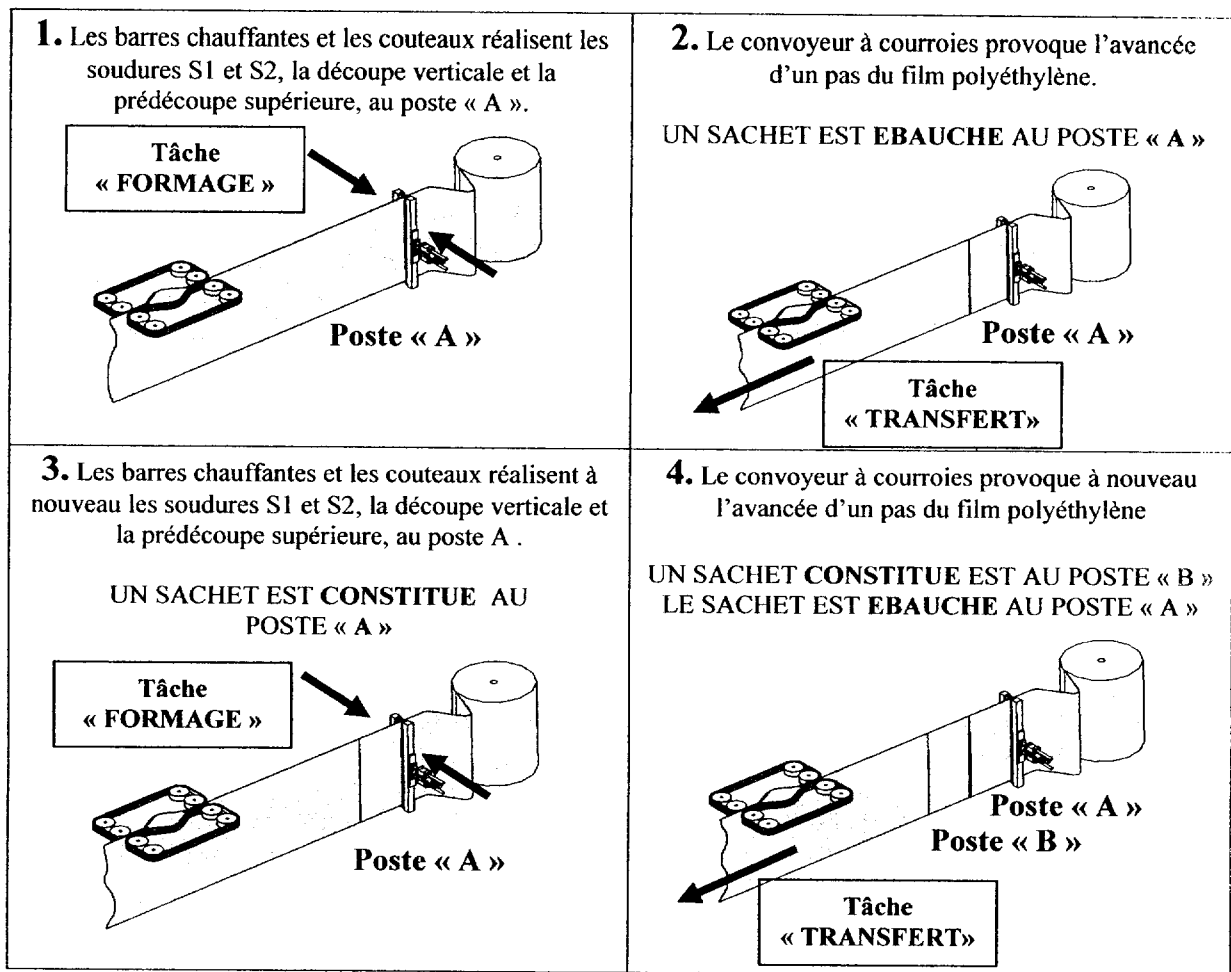 1. Les barres chauffantes et les couteaux réalisent les
soudures S1 et S2, la découpe verticale et la
prédécoupe supérieure, au poste « A ».
Tâche
« FORMAGE »
Poste « A »
2. Le convoyeur à courroies provoque l'avancée
d'un pas du film polyéthylène.
UN SACHET EST EBAUCHE AU POSTE « A »
Poste « A »
Tâche
« TRANSFERT»
3. Les barres chauffantes et les couteaux réalisent à
nouveau les soudures S1 et S2, la découpe verticale et
la prédécoupe supérieure, au poste A .
UN SACHET EST CONSTITUE AU
POSTE « A »
Tâche
« FORMAGE »
Poste « A »
4. Le convoyeur à courroies provoque à nouveau
l'avancée d'un pas du film polyéthylène
UN SACHET CONSTITUE EST AU POSTE « B »
LE SACHET EST EBAUCHE AU POSTE « A »
Poste « A »
Poste « B »
Tâche
« TRANSFERT»